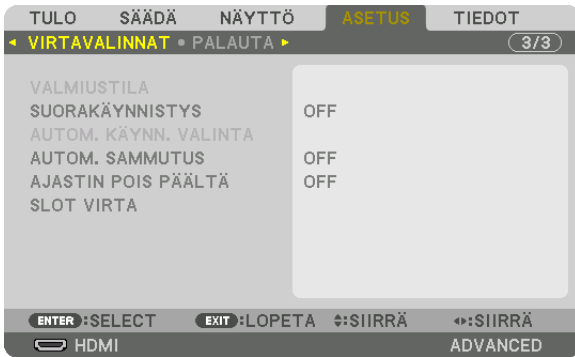 TULO SÄÄDÄ NÄYTTÖ ASETUS TIEDOT
VIRTAVALINNAT • PALAUTA 3/3
VALMIUSTILA
SUORAKÄYNNISTYS OFF
AUTOM. KÄYNN. VALINTA
AUTOM. SAMMUTUS OFF
AJASTIN POIS PÄÄLTÄ OFF
SLOT VIRTA
ENTER :SELECT EXIT :LOPETA :SIIRRÄ :SIIRRÄ
HDMI ADVANCED